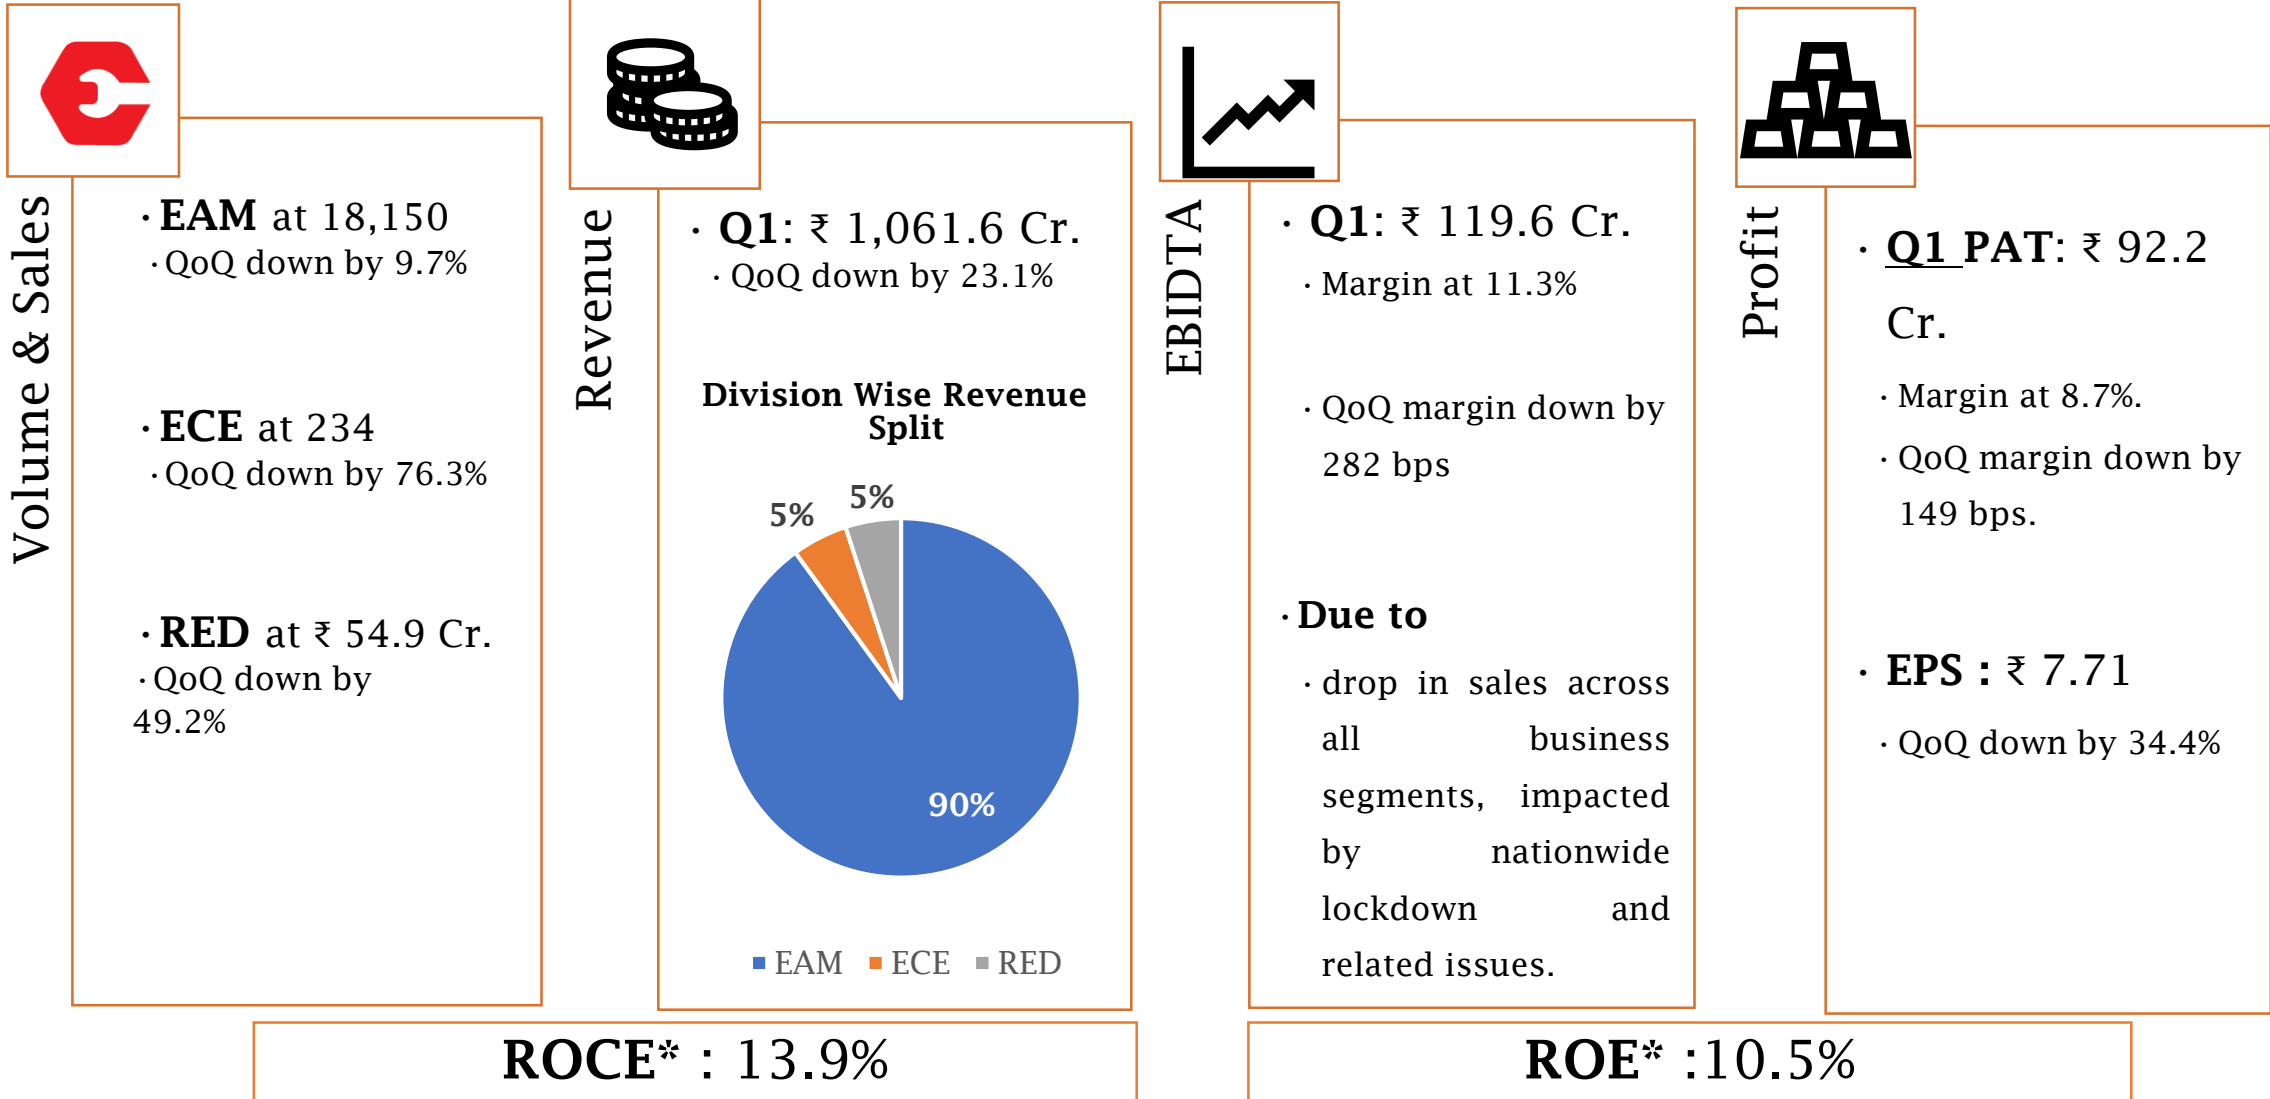 Volume & Sales
· EAM at 18,150
· QoQ down by 9.7%
· ECE at 234
· QoQ down by 76.3%
· RED at ₹ 54.9 Cr.
· QoQ down by
49.2%
Revenue
· Q1: ₹ 1,061.6 Cr.
· QoQ down by 23.1%
Division Wise Revenue
Split
5%
5%
90%
EAM
ECE
RED
EBIDTA
· Q1: ₹ 119.6 Cr.
· Margin at 11.3%
· QoQ margin down by
282 bps
· Due to
· drop in sales across
all business
segments, impacted
by nationwide
lockdown and
related issues.
Profit
· Q1 PAT: ₹ 92.2
Cr.
· Margin at 8.7%.
· QoQ margin down by
149 bps.
· EPS : ₹ 7.71
· QoQ down by 34.4%
ROCE* : 13.9%
ROE* :10.5%